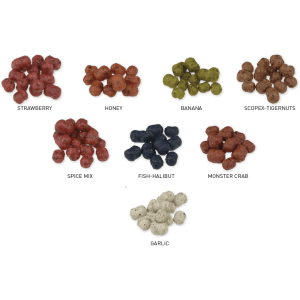 STRAWBERRY
HONEY
BANANA
SCOPEX-TIGERNUTS
SPICE MIX
FISH-HALIBUT
MONSTER CRAB
GARLIC